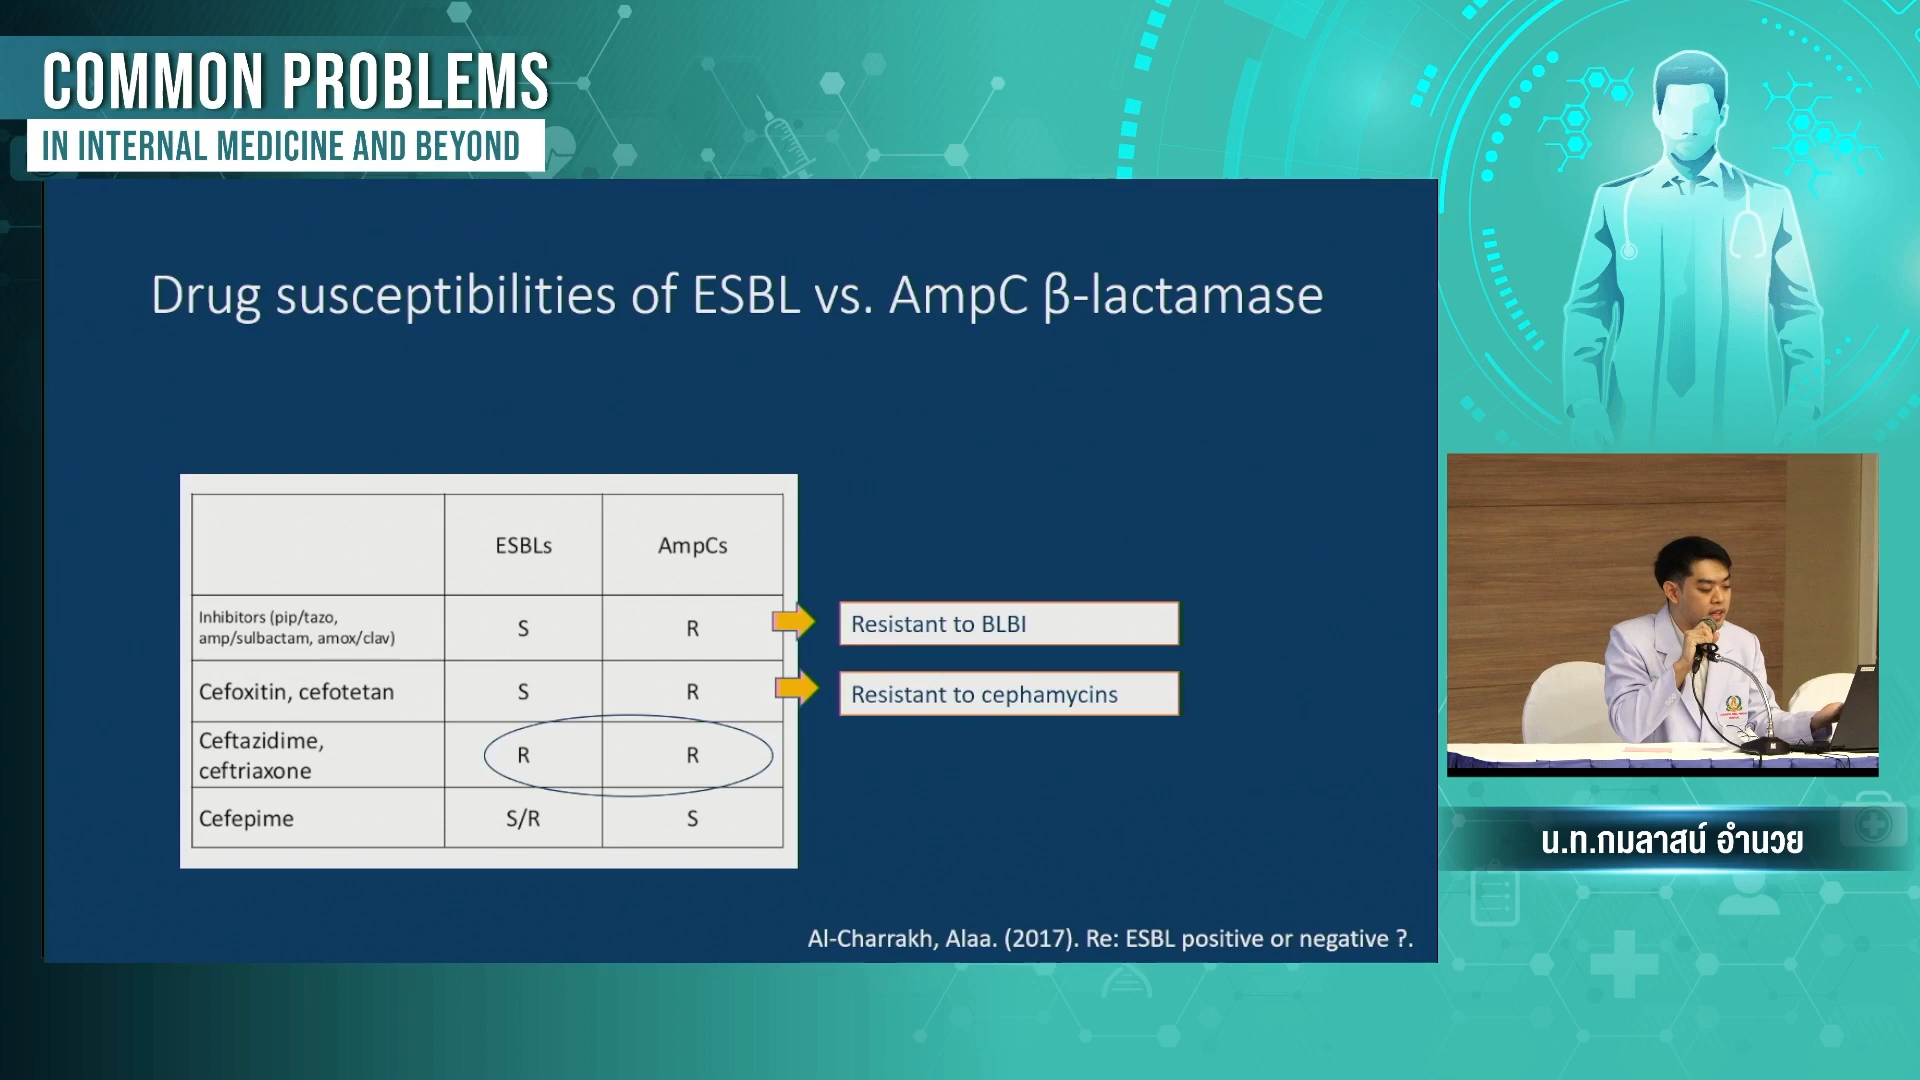 COMMON PROBLEMS
IN INTERNAL MEDICINE AND BEYOND
Drug susceptibilities of ESBL vs. AmpC β-lactamase
ESBLs AmpCs
Inhibitors (pip/tazo,
amp/sulbactam, amox/clav) S R
Resistant to BLBI
Cefoxitin, cefotetan S R
Resistant to cephamycins
Ceftazidime,
ceftriaxone R R
Cefepime S/R S
Al-Charrakh, Alaa. (2017). Re: ESBL positive or negative ?.
น.ท.กมลาสน์ อำนวย